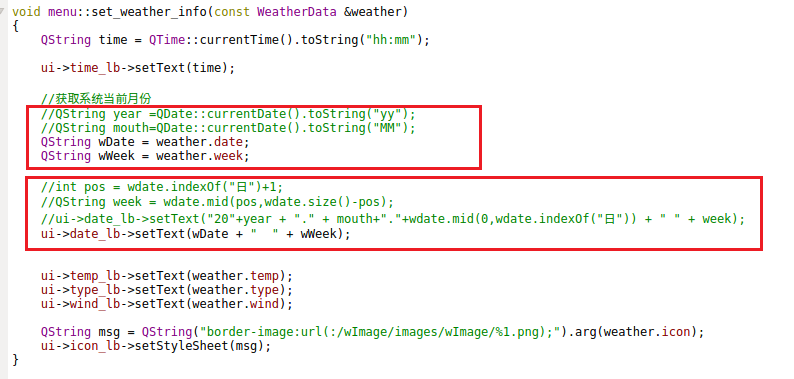 void menu::set_weather_info(const WeatherData &weather)
{
    QString time = QTime::currentTime().toString("hh:mm");
    ui->time_lb->setText(time);
    //获取系统当前月份
    //QString year =QDate::currentDate().toString("yy");
    //QString mouth=QDate::currentDate().toString("MM");
    QString wDate = weather.date;
    QString wWeek = weather.week;
    //int pos = wdate.indexOf("日")+1;
    //QString week = wdate.mid(pos,wdate.size()-pos);
    //ui->date_lb->setText("20"+year + "." + mouth+"."+wdate.mid(0,wdate.indexOf("日")) + " " + week);
    ui->date_lb->setText(wDate + "  " + wWeek);
    ui->temp_lb->setText(weather.temp);
    ui->type_lb->setText(weather.type);
    ui->wind_lb->setText(weather.wind);
    QString msg = QString("border-image:url(:/wImage/images/wImage/%1.png);").arg(weather.icon);
    ui->icon_lb->setStyleSheet(msg);
}